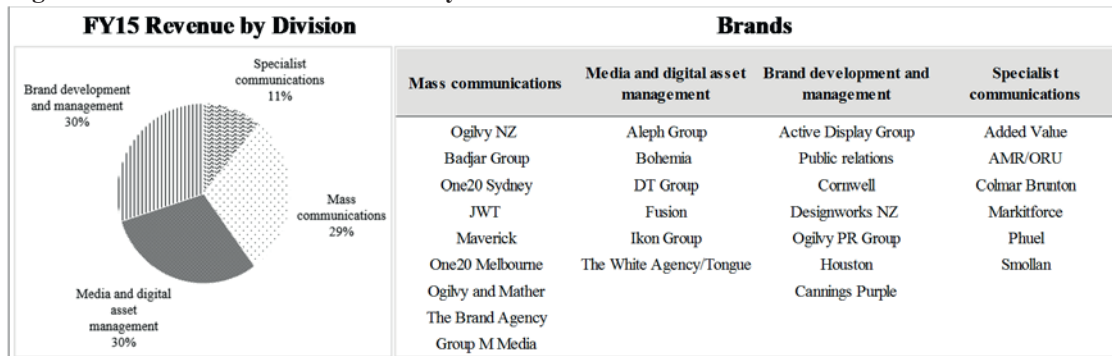 FY15 Revenue by Division
Specialist
communications
11%
Brand development
and management
30%
Mass
communications
29%
Media and digital
asset
management
30%
Brands
Mass communications
Media and digital asset
management
Brand development and
management
Specialist
communications
Ogilvy NZ Aleph Group Active Display Group Added Value
Badjar Group Bohemia Public relations AMR/ORU
One20 Sydney DT Group Cornwell Colmar Brunton
JWT Fusion Designworks NZ Markitforce
Maverick Ikon Group Ogilvy PR Group Phuel
One20 Melbourne The White Agency/Tongue Houston Smollan
Ogilvy and Mather Cannings Purple
The Brand Agency
Group M Media